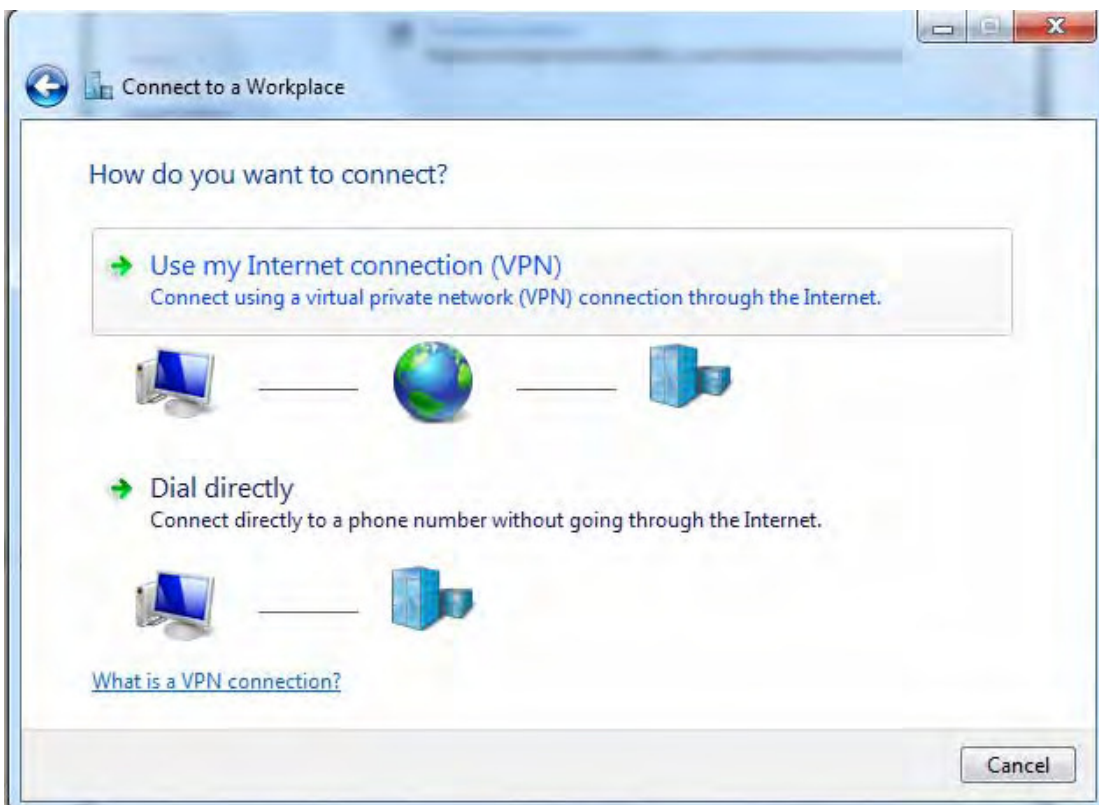 Connect to a Workplace
How do you want to connect?
Use my Internet connection (VPN)
Connect using a virtual private network (VPN) connection through the Internet.
Dial directly
Connect directly to a phone number without going through the Internet.
What is a VPN connection?
Cancel